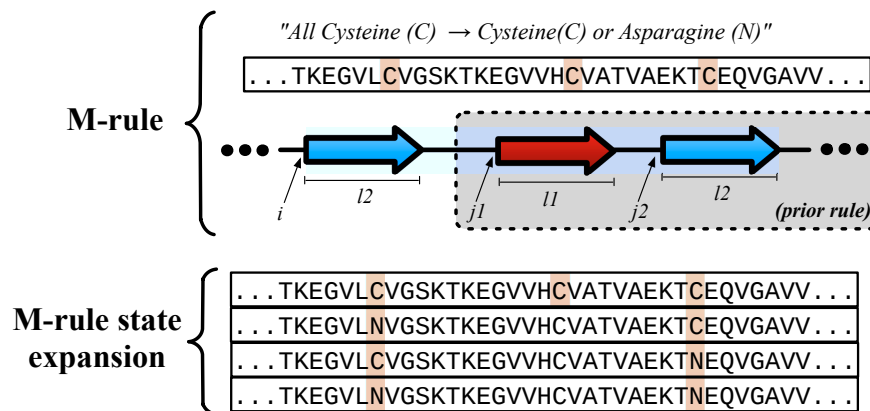 "All Cysteine (C) → Cysteine(C) or Asparagine (N)"
...TKEGVLCVGSKTKEGVVHCVATVAEKTCEQVGAVV...
M-rule
i
l2
j1
l1
j2
l2
(prior rule)
M-rule state
expansion
...TKEGVLCVGSKTKEGVVHCVATVAEKTCEQVGAVV...
...TKEGVLNVGSKTKEGVVHCVATVAEKTCEQVGAVV...
...TKEGVLCVGSKTKEGVVHCVATVAEKTNEQVGAVV...
...TKEGVLNVGSKTKEGVVHCVATVAEKTNEQVGAVV...